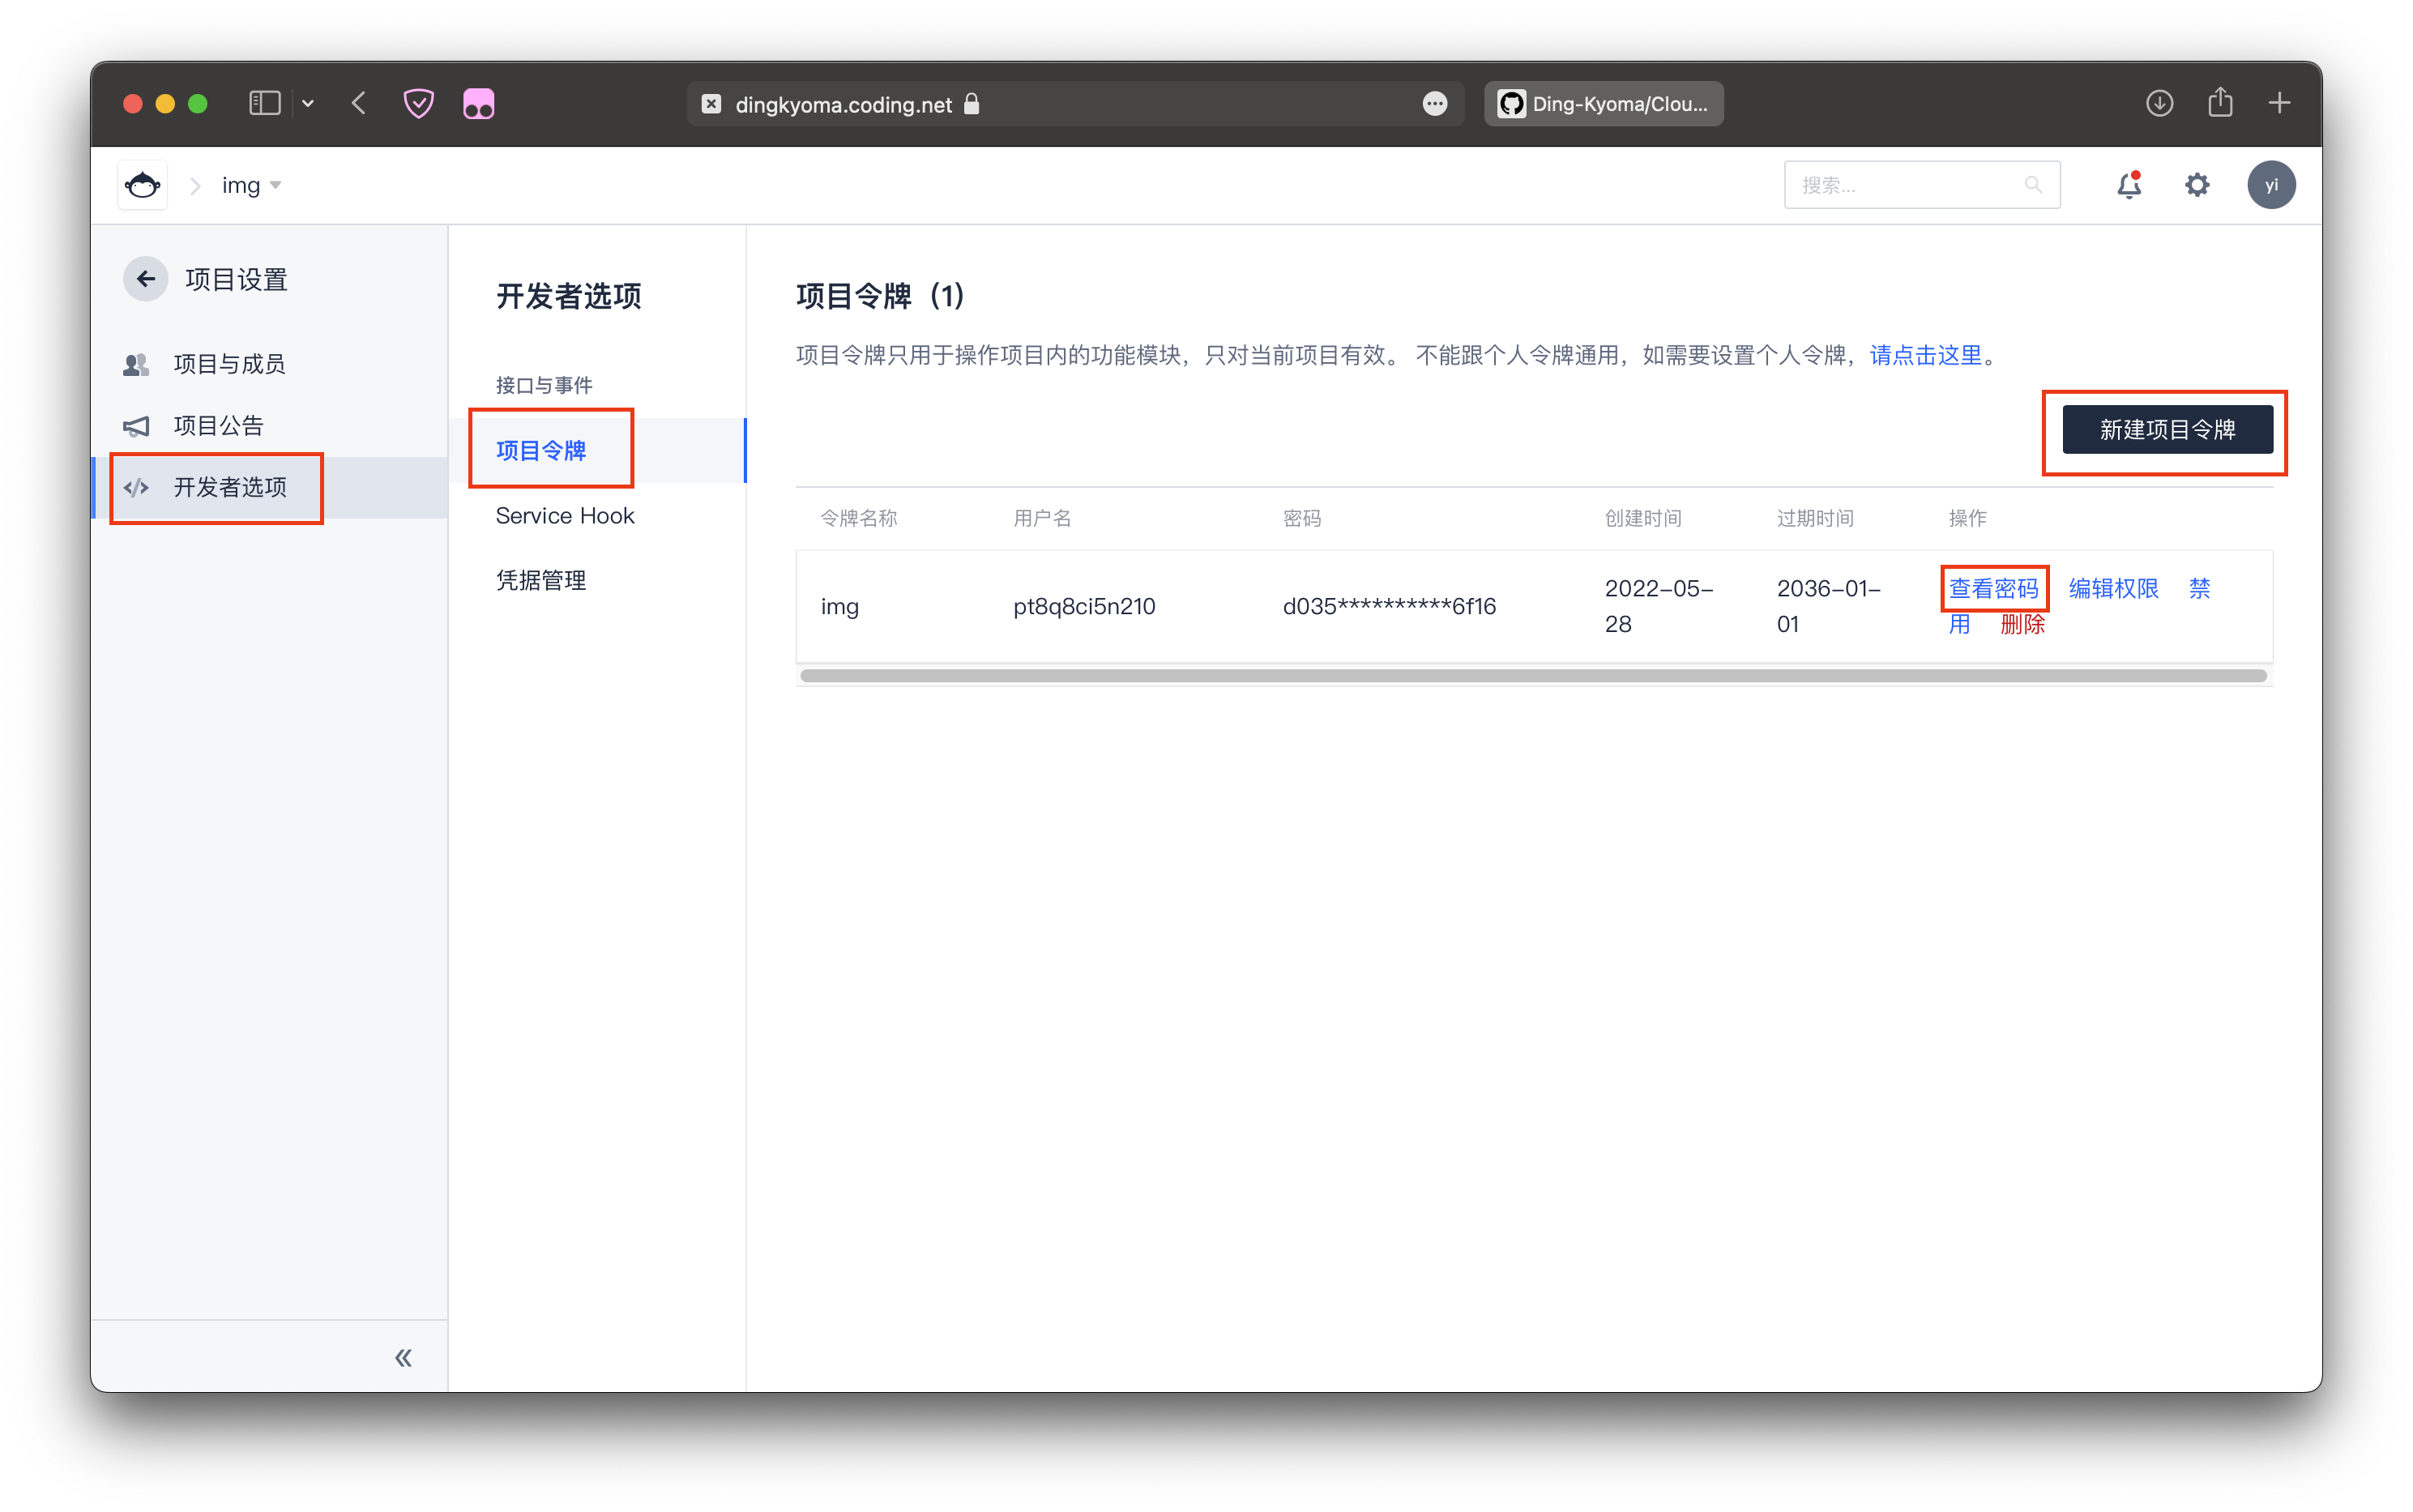 dingkyoma.coding.net
Ding-Kyoma/Clou...
img
搜索...
yi
项目设置
项目与成员
项目公告
开发者选项
开发者选项
接口与事件
项目令牌
Service Hook
凭据管理
项目令牌（1）
项目令牌只用于操作项目内的功能模块，只对当前项目有效。 不能跟个人令牌通用，如需要设置个人令牌，请点击这里。
新建项目令牌
令牌名称 用户名 密码 创建时间 过期时间 操作
img pt8q8ci5n210 d035**********6f16 2022-05- 2036-01- 查看密码 编辑权限 禁
28 01 用 删除